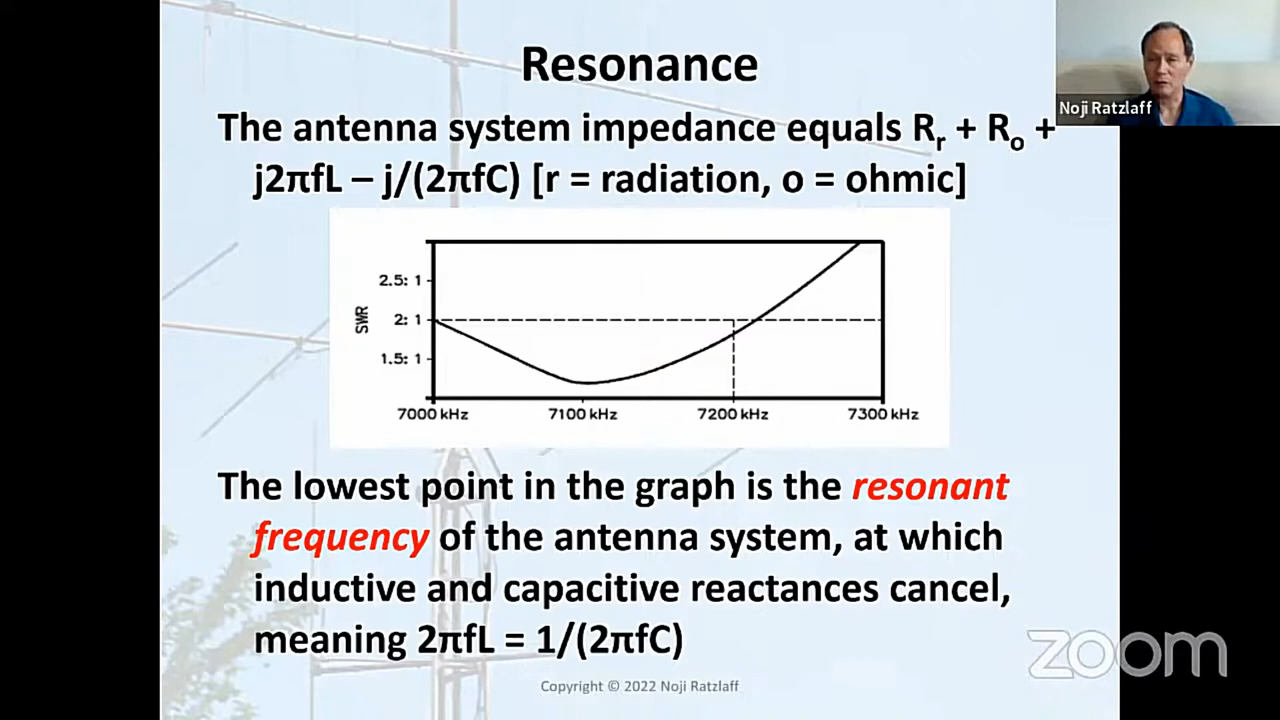 Resonance
Noji Ratzlaff
The antenna system impedance equals Rr + Ro +
j2πfL – j/(2πfC) [r = radiation, o = ohmic]
2.5: 1
2: 1
SWR
1.5: 1
7000 kHz 7100 kHz 7200 kHz 7300 kHz
The lowest point in the graph is the resonant
frequency of the antenna system, at which
inductive and capacitive reactances cancel,
meaning 2πfL = 1/(2πfC)
zoom
Copyright © 2022 Noji Ratzlaff